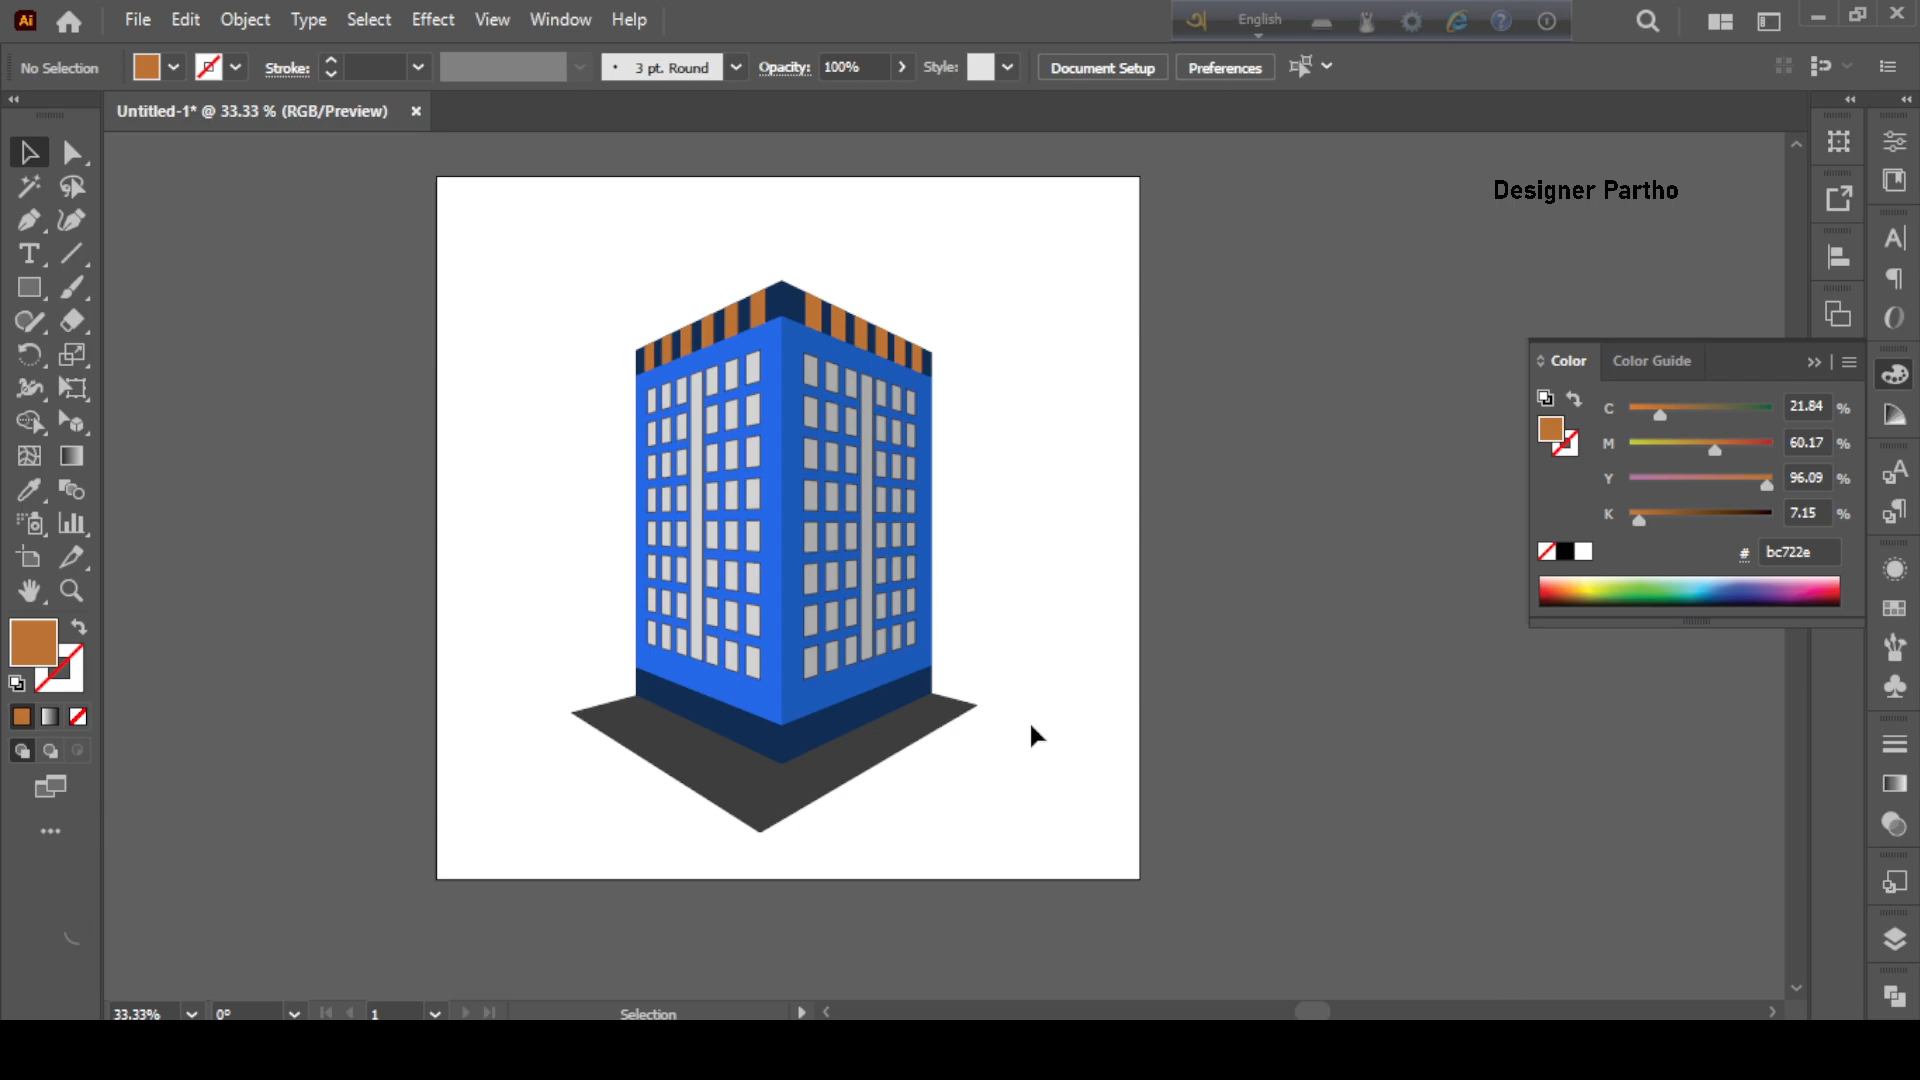 Ai File Edit Object Type Select Effect View Window Help অ English
No Selection Stroke: 3 pt. Round Opacity: 100% Style: Document Setup Preferences
Untitled-1* @ 33.33 % (RGB/Preview) ×
Designer Partho
Color Color Guide
C 21.84 %
M 60.17 %
Y 96.09 %
K 7.15 %
# bc722e
33.33% 0° 1 Selection